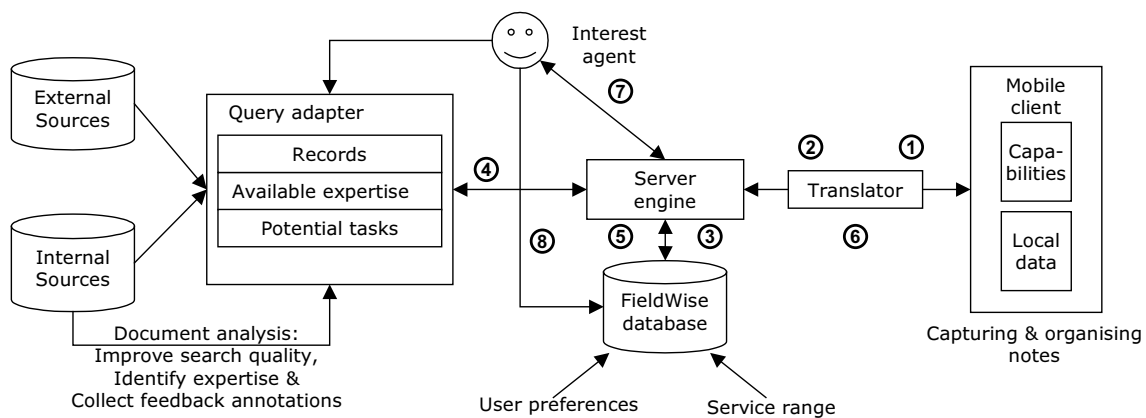 Interest
agent
External
Sources
Query adapter
Records
Available expertise
Potential tasks
Internal
Sources
Document analysis:
Improve search quality,
Identify expertise &
Collect feedback annotations
7
4
8
Server
engine
5
3
FieldWise
database
User preferences
Service range
2
1
Translator
6
Mobile
client
Capa-
bilities
Local
data
Capturing & organising
notes